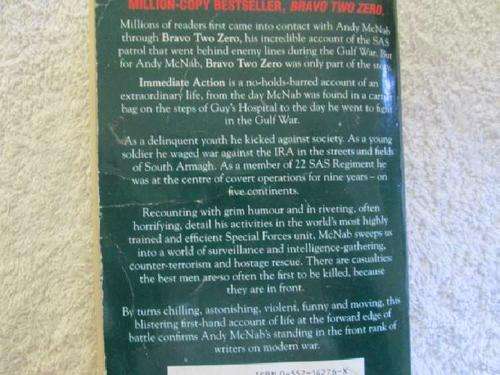 MILLION-COPY BESTSELLER, BRAVO TWO ZERO.
Millions of readers first came into contact with Andy McNab
through Bravo Two Zero, his incredible account of the SAS
patrol that went behind enemy lines during the Gulf War. But
for Andy McNab, Bravo Two Zero was only part of the
Immediate Action is a no-holds-barred account of an
extraordinary life, from the day McNab was found in a carrier
bag on the steps of Guy's Hospital to the day he went to fight
in the Gulf War.
As a delinquent youth he kicked against society. As a young
soldier he waged war against the IRA in the streets and fields
of South Armagh. As a member of 22 SAS Regiment he
was at the centre of covert operations for nine years – on
five continents.
Recounting with grim humour and in riveting, often
horrifying, detail his activities in the world's most highly
trained and efficient Special Forces unit, McNab sweeps us
into a world of surveillance and intelligence-gathering,
counter-terrorism and hostage rescue. There are casualties:
the best men are so often the first to be killed, because
they are in front.
By turns chilling, astonishing, violent, funny and moving, this
blistering first-hand account of life at the forward edge of
battle confirms Andy McNab's standing in the front rank of
writers on modern war.
ISBN 0-552-14276-X